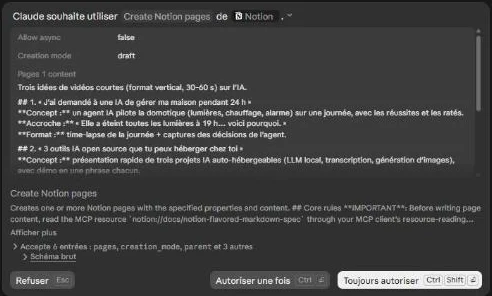 Claude souhaite utiliser Create Notion pages de Notion .
Allow async false
Creation mode draft
Pages 1 content
Trois idées de vidéos courtes (format vertical, 30-60 s) sur l'IA.
## 1. « J'ai demandé à une IA de gérer ma maison pendant 24 h »
**Concept :** un agent IA pilote la domotique (lumières, chauffage, alarme) sur une journée, avec les réussites et les ratés.
**Accroche :** « Elle a éteint toutes les lumières à 19 h... voici pourquoi. »
**Format :** time-lapse de la journée + captures des décisions de l'agent.
## 2. « 3 outils IA open source que tu peux héberger chez toi »
**Concept :** présentation rapide de trois projets IA auto-hébergeables (LLM local, transcription, génération d'images),
avec démo en une phrase chacun.
Create Notion pages
Creates one or more Notion pages with the specified properties and content. ## Core rules **IMPORTANT**: Before writing page
content, read the MCP resource `notion://docs/notion-flavored-markdown-spec` through your MCP client's resource-reading...
Afficher plus
> Accepte 6 entrées : pages, creation_mode, parent et 3 autres
> Schéma brut
Refuser Esc
Autoriser une fois Ctrl
Toujours autoriser Ctrl Shift